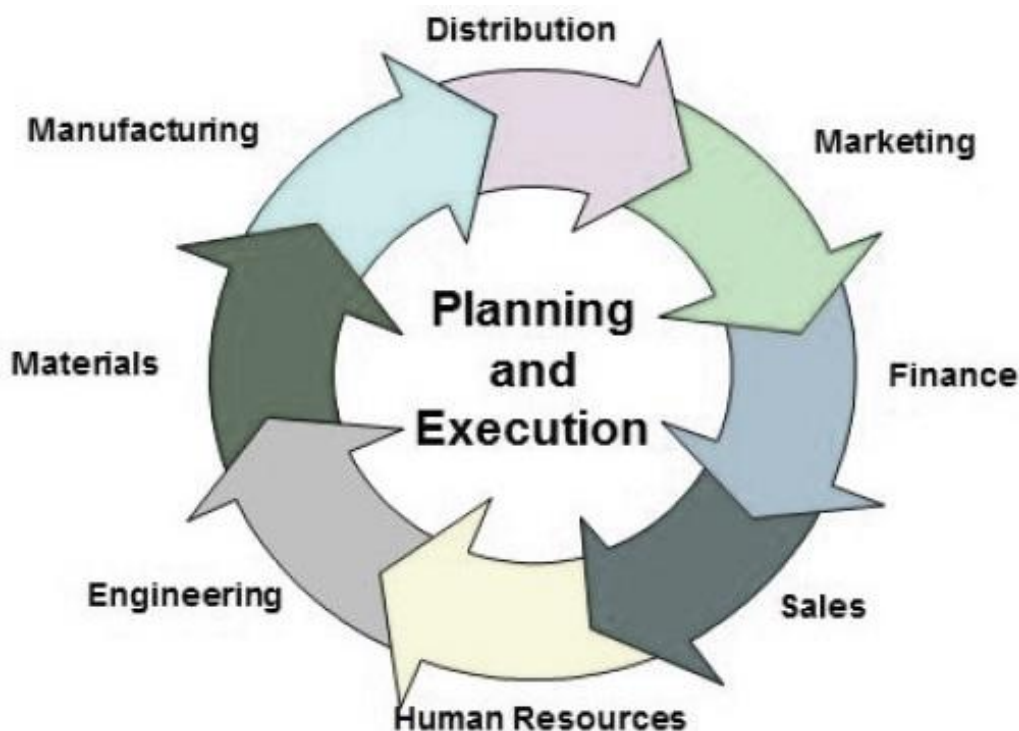 Distribution
Manufacturing
Marketing
Planning
and
Execution
Materials
Finance
Engineering
Sales
Human Resources